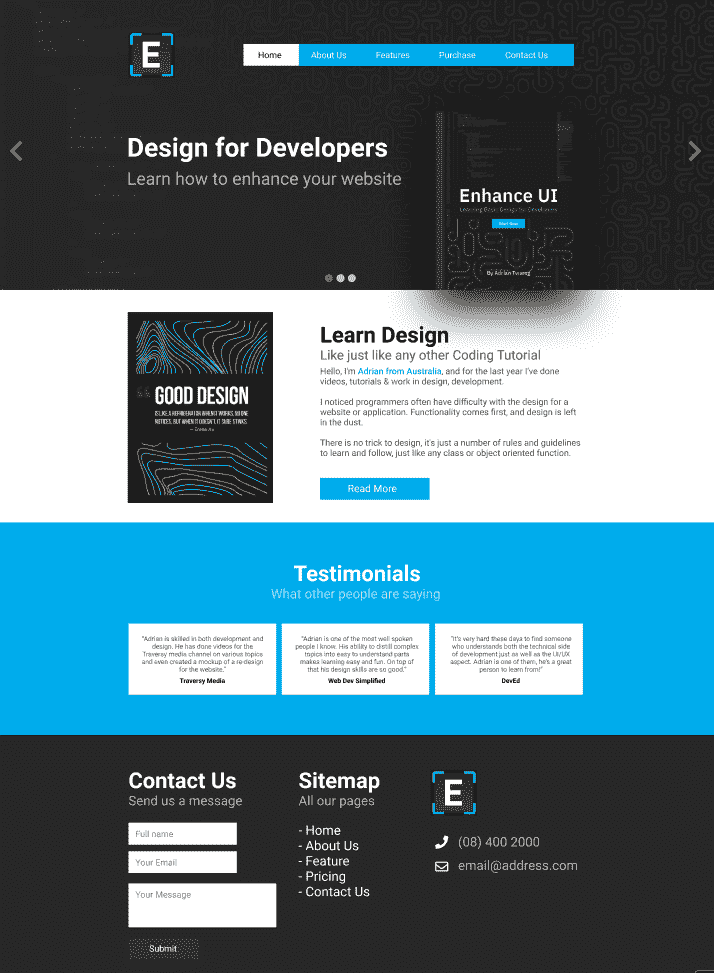 E
Home About Us Features Purchase Contact Us
Design for Developers
Learn how to enhance your website
Enhance UI
Learning Basic Design for Developers
Start Now
By Adrian Twarog
Learn Design
Like just like any other Coding Tutorial
Hello, I'm Adrian from Australia, and for the last year I've done
videos, tutorials & work in design, development.
I noticed programmers often have difficulty with the design for a
website or application. Functionality comes first, and design is left
in the dust.
There is no trick to design, it's just a number of rules and guidelines
to learn and follow, just like any class or object oriented function.
Read More
“ GOOD DESIGN
IS LIKE A REFRIGERATOR WHEN IT WORKS, NO ONE
NOTICES, BUT WHEN IT DOESN'T, IT SURE STINKS.
– Irene Au
Testimonials
What other people are saying
"Adrian is skilled in both development and
design. He has done videos for the
Traversy media channel on various topics
and even created a mockup of a re-design
for the website."
Traversy Media
"Adrian is one of the most well spoken
people I know. His ability to distill complex
topics into easy to understand parts
makes learning easy and fun. On top of
that his design skills are so good."
Web Dev Simplified
"It's very hard these days to find someone
who understands both the technical side
of development just as well as the UI/UX
aspect. Adrian is one of them, he's a great
person to learn from!"
DevEd
Contact Us
Send us a message
Full name
Your Email
Your Message
Submit
Sitemap
All our pages
- Home
- About Us
- Feature
- Pricing
- Contact Us
E
(08) 400 2000
email@address.com